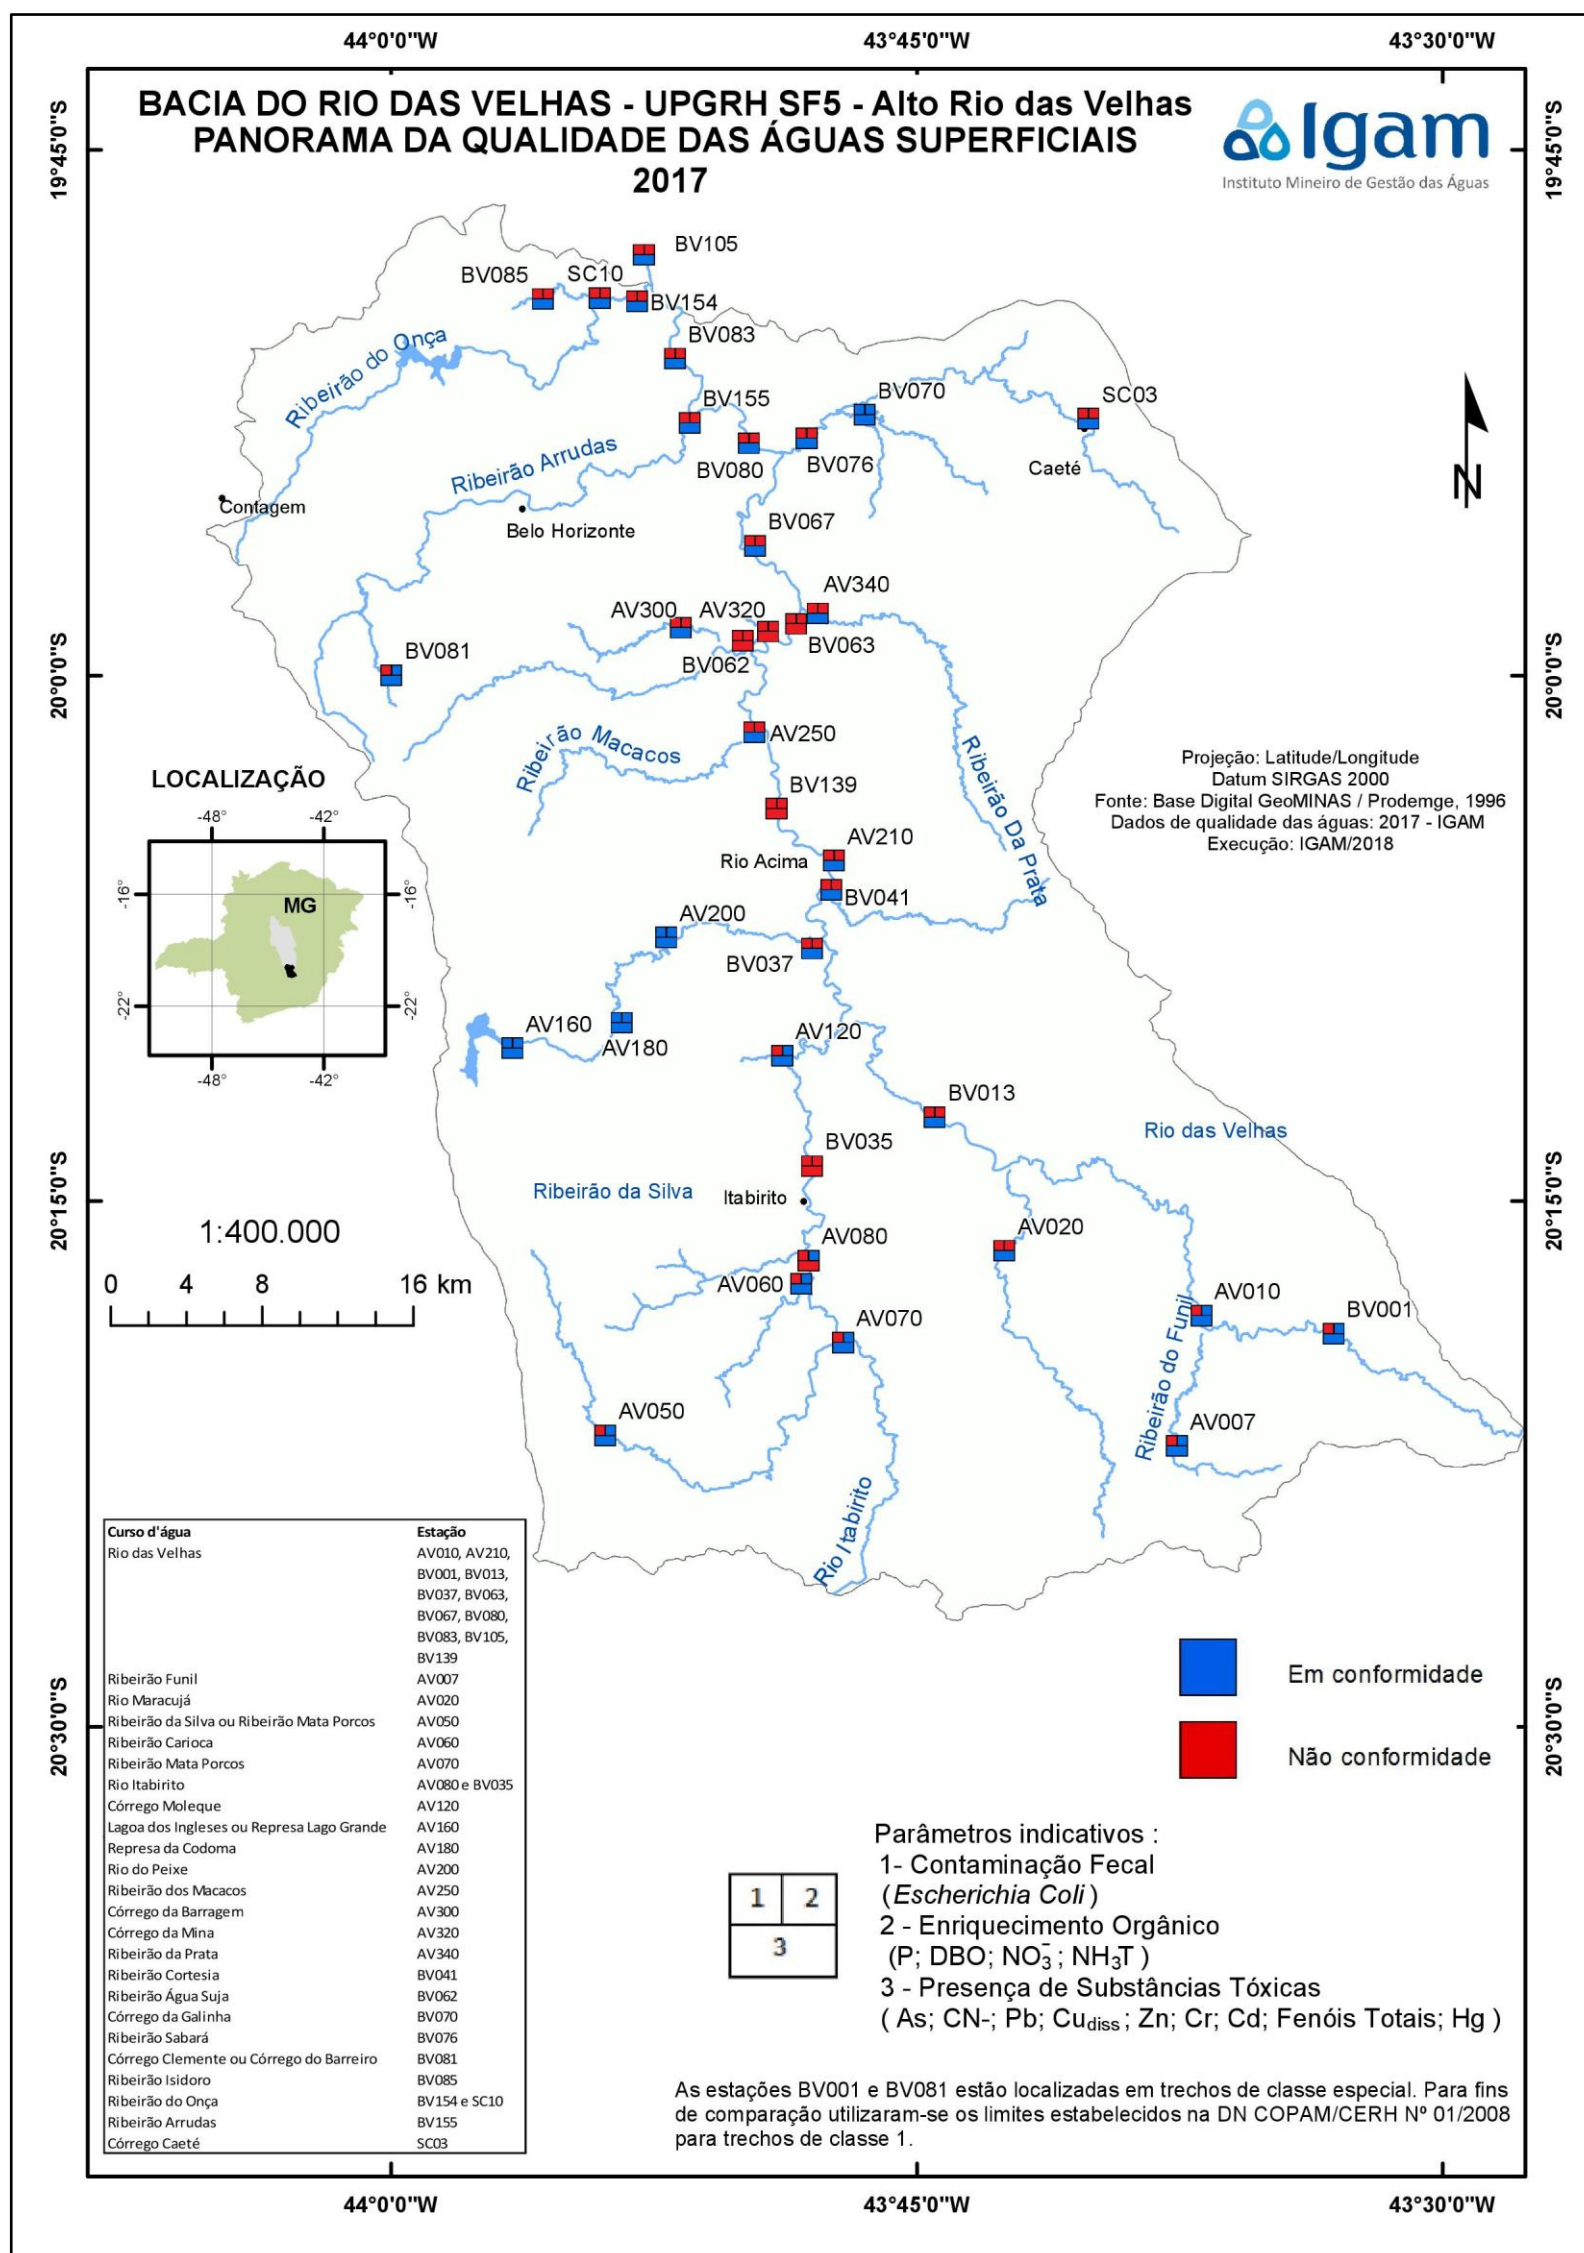 44°0'0"W 43°45'0"W 43°30'0"W
BACIA DO RIO DAS VELHAS - UPGRH SF5 - Alto Rio das Velhas
PANORAMA DA QUALIDADE DAS ÁGUAS SUPERFICIAIS
2017
Igam
Instituto Mineiro de Gestão das Águas
19°45'0"S
19°45'0"S
BV105
BV085
SC10
BV154
BV083
Ribeirão do Onça
BV155
BV070
SC03
BV080
BV076
Caeté
Ribeirão Arrudas
Contagem
Belo Horizonte
N
BV067
AV340
AV300
AV320
BV063
BV062
BV081
20°0'0"S
20°0'0"S
AV250
Ribeirão Macacos
Ribeirão Da Prata
BV139
AV210
Rio Acima
BV041
AV200
BV037
Projeção: Latitude/Longitude
Datum SIRGAS 2000
Fonte: Base Digital GeoMINAS / Prodemge, 1996
Dados de qualidade das águas: 2017 - IGAM
Execução: IGAM/2018
LOCALIZAÇÃO
-48° -42°
-16°
-16°
MG
-22°
-22°
-48° -42°
AV160
AV180
AV120
BV013
Rio das Velhas
BV035
Ribeirão da Silva
Itabirito
20°15'0"S
20°15'0"S
1:400.000
0 4 8 16 km
AV080
AV020
AV060
AV070
AV010
BV001
Ribeirão do Funil
AV050
AV007
Rio Itabirito
Curso d'água Estação
Rio das Velhas AV010, AV210,
BV001, BV013,
BV037, BV063,
BV067, BV080,
BV083, BV105,
BV139
Ribeirão Funil AV007
Rio Maracujá AV020
Ribeirão da Silva ou Ribeirão Mata Porcos AV050
Ribeirão Carioca AV060
Ribeirão Mata Porcos AV070
Rio Itabirito AV080 e BV035
Córrego Moleque AV120
Lagoa dos Ingleses ou Represa Lago Grande AV160
Represa da Codoma AV180
Rio do Peixe AV200
Ribeirão dos Macacos AV250
Córrego da Barragem AV300
Córrego da Mina AV320
Ribeirão da Prata AV340
Ribeirão Cortesia BV041
Ribeirão Água Suja BV062
Córrego da Galinha BV070
Ribeirão Sabará BV076
Córrego Clemente ou Córrego do Barreiro BV081
Ribeirão Isidoro BV085
Ribeirão do Onça BV154 e SC10
Ribeirão Arrudas BV155
Córrego Caeté SC03
20°30'0"S
20°30'0"S
Em conformidade
Não conformidade
1 2
3
Parâmetros indicativos :
1- Contaminação Fecal
(Escherichia Coli )
2 - Enriquecimento Orgânico
(P; DBO; NO₃⁻; NH₃T )
3 - Presença de Substâncias Tóxicas
( As; CN-; Pb; Cudiss ; Zn; Cr; Cd; Fenóis Totais; Hg )
As estações BV001 e BV081 estão localizadas em trechos de classe especial. Para fins
de comparação utilizaram-se os limites estabelecidos na DN COPAM/CERH Nº 01/2008
para trechos de classe 1.
44°0'0"W 43°45'0"W 43°30'0"W